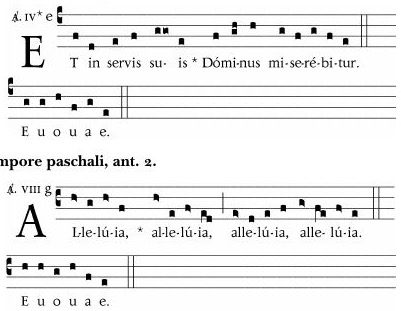 ℣. IV* e
ET in servis su- is * Dómi-nus mi-se-ré-bi-tur.
E u o u a e.
mpore paschali, ant. 2.
℣. VIII g
ALle-lú-ia, * al-le-lú-ia, alle-lú-ia, alle- lú-ia.
E u o u a e.